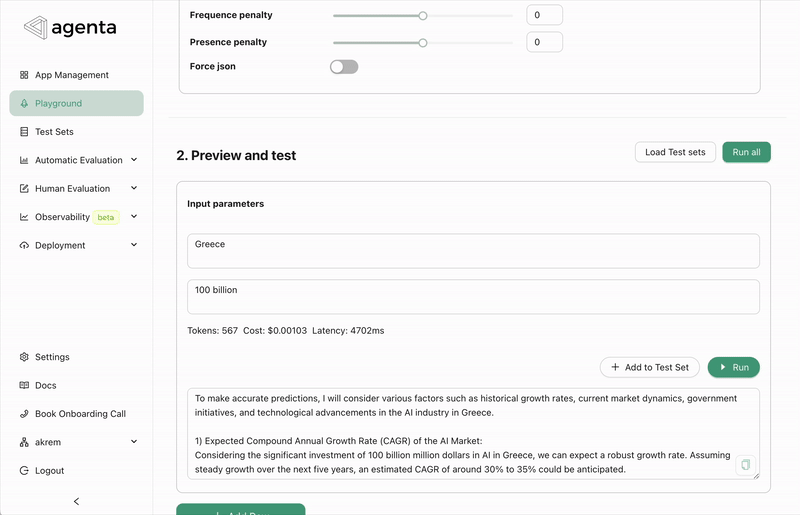 agenta
App Management
Playground
Test Sets
Automatic Evaluation
Human Evaluation
Observability beta
Deployment
Settings
Docs
Book Onboarding Call
akrem
Logout
Frequence penalty 0
Presence penalty 0
Force json
2. Preview and test
Load Test sets Run all
Input parameters
Greece
100 billion
Tokens: 567 Cost: $0.00103 Latency: 4702ms
+ Add to Test Set Run
To make accurate predictions, I will consider various factors such as historical growth rates, current market dynamics, government
initiatives, and technological advancements in the AI industry in Greece.
1) Expected Compound Annual Growth Rate (CAGR) of the AI Market:
Considering the significant investment of 100 billion million dollars in AI in Greece, we can expect a robust growth rate. Assuming
steady growth over the next five years, an estimated CAGR of around 30% to 35% could be anticipated.